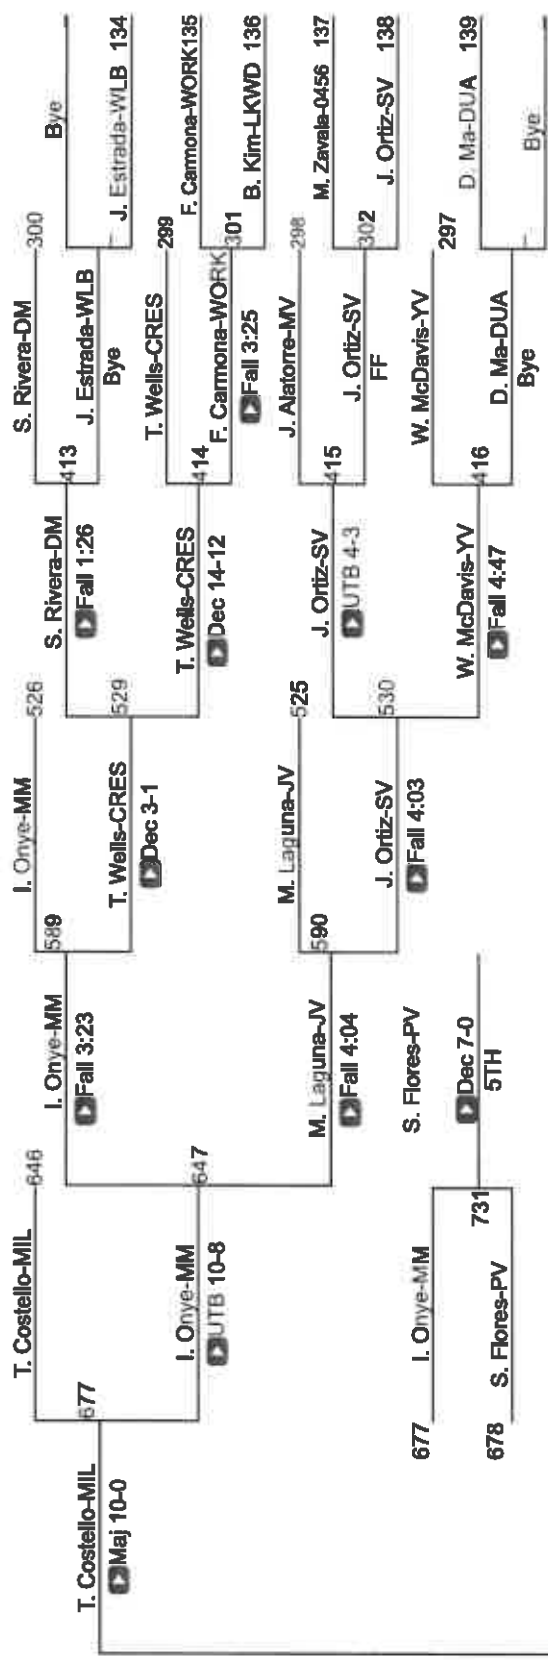 Bye
J. Estrada-WLB 134
F. Carmona-WORK 135
B. Kim-LKWD 136
M. Zavala-0456 137
J. Ortiz-SV 138
D. Ma-DUA 139
Bye
S. Rivera-DM 300
J. Estrada-WLB
Bye
T. Wells-CRES 299
F. Carmona-WORK 301
Fall 3:25
J. Alatorre-MV 298
J. Ortiz-SV 302
FF
W. McDavis-YV 297
D. Ma-DUA
Bye
S. Rivera-DM 413
Fall 1:26
T. Wells-CRES 414
Dec 14-12
J. Ortiz-SV 415
UTB 4-3
W. McDavis-YV 416
Fall 4:47
I. Onye-MM 526
T. Wells-CRES 529
Dec 3-1
M. Laguna-JV 525
J. Ortiz-SV 530
Fall 4:03
I. Onye-MM 589
Fall 3:23
M. Laguna-JV 590
Fall 4:04
S. Flores-PV
Dec 7-0
5TH
T. Costello-MIL 646
I. Onye-MM 647
UTB 10-8
677 I. Onye-MM
731
678 S. Flores-PV
T. Costello-MIL 677
Maj 10-0